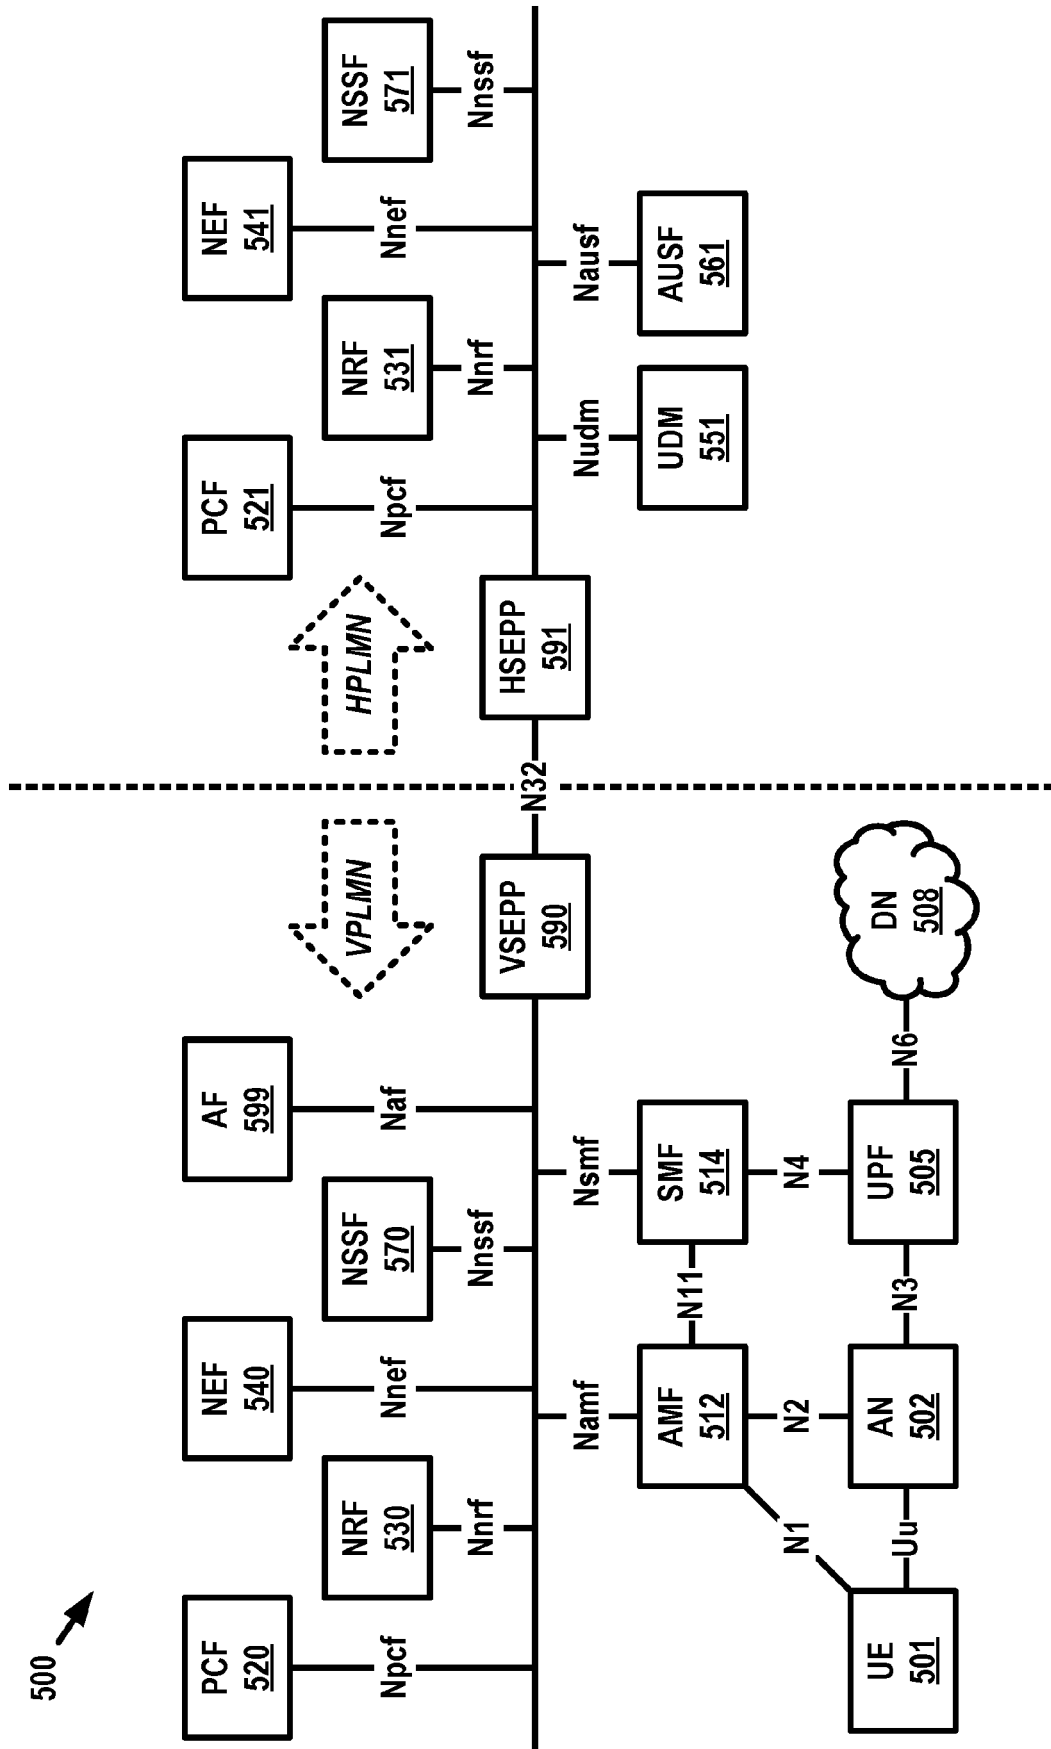 500
PCF
520
NRF
530
NEF
540
NSSF
570
AF
599
VPLMN
HPLMN
PCF
521
NRF
531
NEF
541
NSSF
571
Npcf
Nnrf
Nnef
Nnssf
Naf
Npcf
Nnrf
Nnef
Nnssf
VSEPP
590
N32
HSEPP
591
Namf
Nsmf
Nudm
Nausf
AMF
512
N11
SMF
514
UDM
551
AUSF
561
N1
N2
N4
UE
501
Uu
AN
502
N3
UPF
505
N6
DN
508